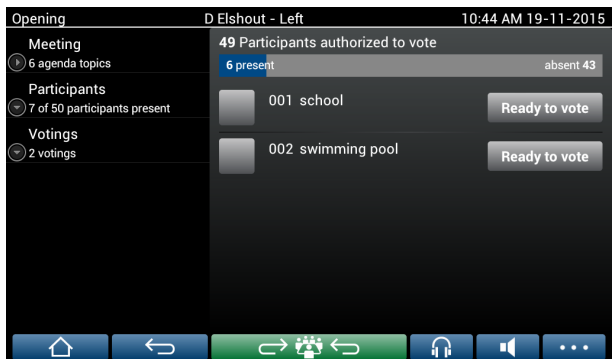 Opening D Elshout - Left 10:44 AM 19-11-2015
Meeting
6 agenda topics
Participants
7 of 50 participants present
Votings
2 votings
49 Participants authorized to vote
6 present absent 43
001 school Ready to vote
002 swimming pool Ready to vote